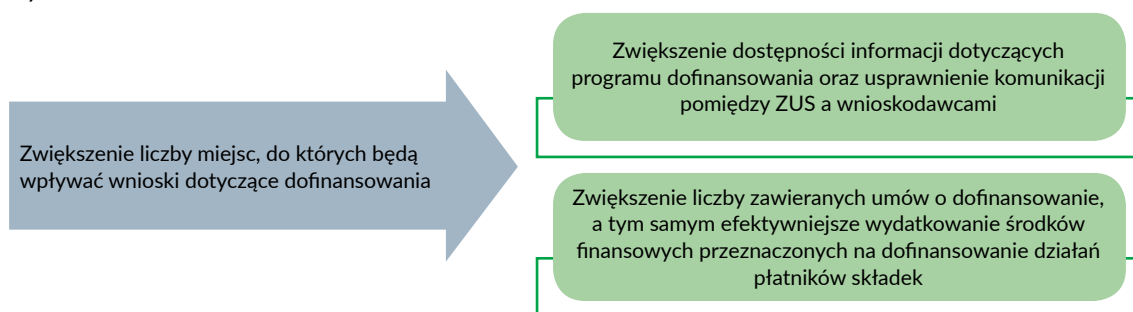 Zwiększenie liczby miejsc, do których będą
wpływać wnioski dotyczące dofinansowania
Zwiększenie dostępności informacji dotyczących
programu dofinansowania oraz usprawnienie komunikacji
pomiędzy ZUS a wnioskodawcami
Zwiększenie liczby zawieranych umów o dofinansowanie,
a tym samym efektywniejsze wydatkowanie środków
finansowych przeznaczonych na dofinansowanie działań
płatników składek